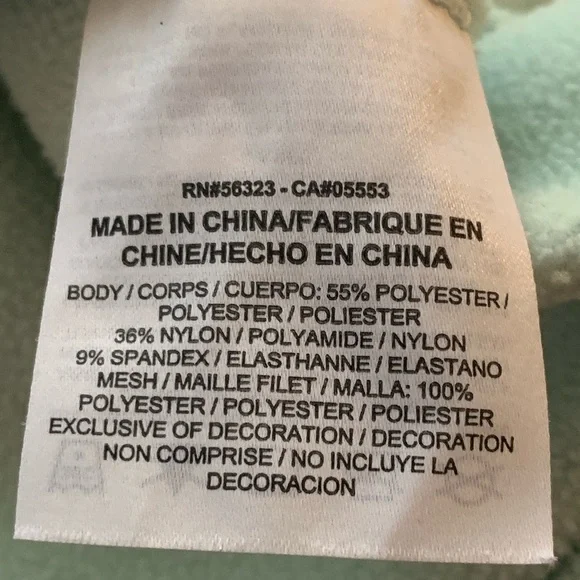 RN#56323 - CA#05553
MADE IN CHINA/FABRIQUE EN
CHINE/HECHO EN CHINA
BODY / CORPS / CUERPO: 55% POLYESTER /
POLYESTER / POLIESTER
36% NYLON / POLYAMIDE / NYLON
9% SPANDEX / ELASTHANNE / ELASTANO
MESH / MAILLE FILET / MALLA: 100%
POLYESTER / POLYESTER / POLIESTER
EXCLUSIVE OF DECORATION / DECORATION
NON COMPRISE / NO INCLUYE LA
DECORACION